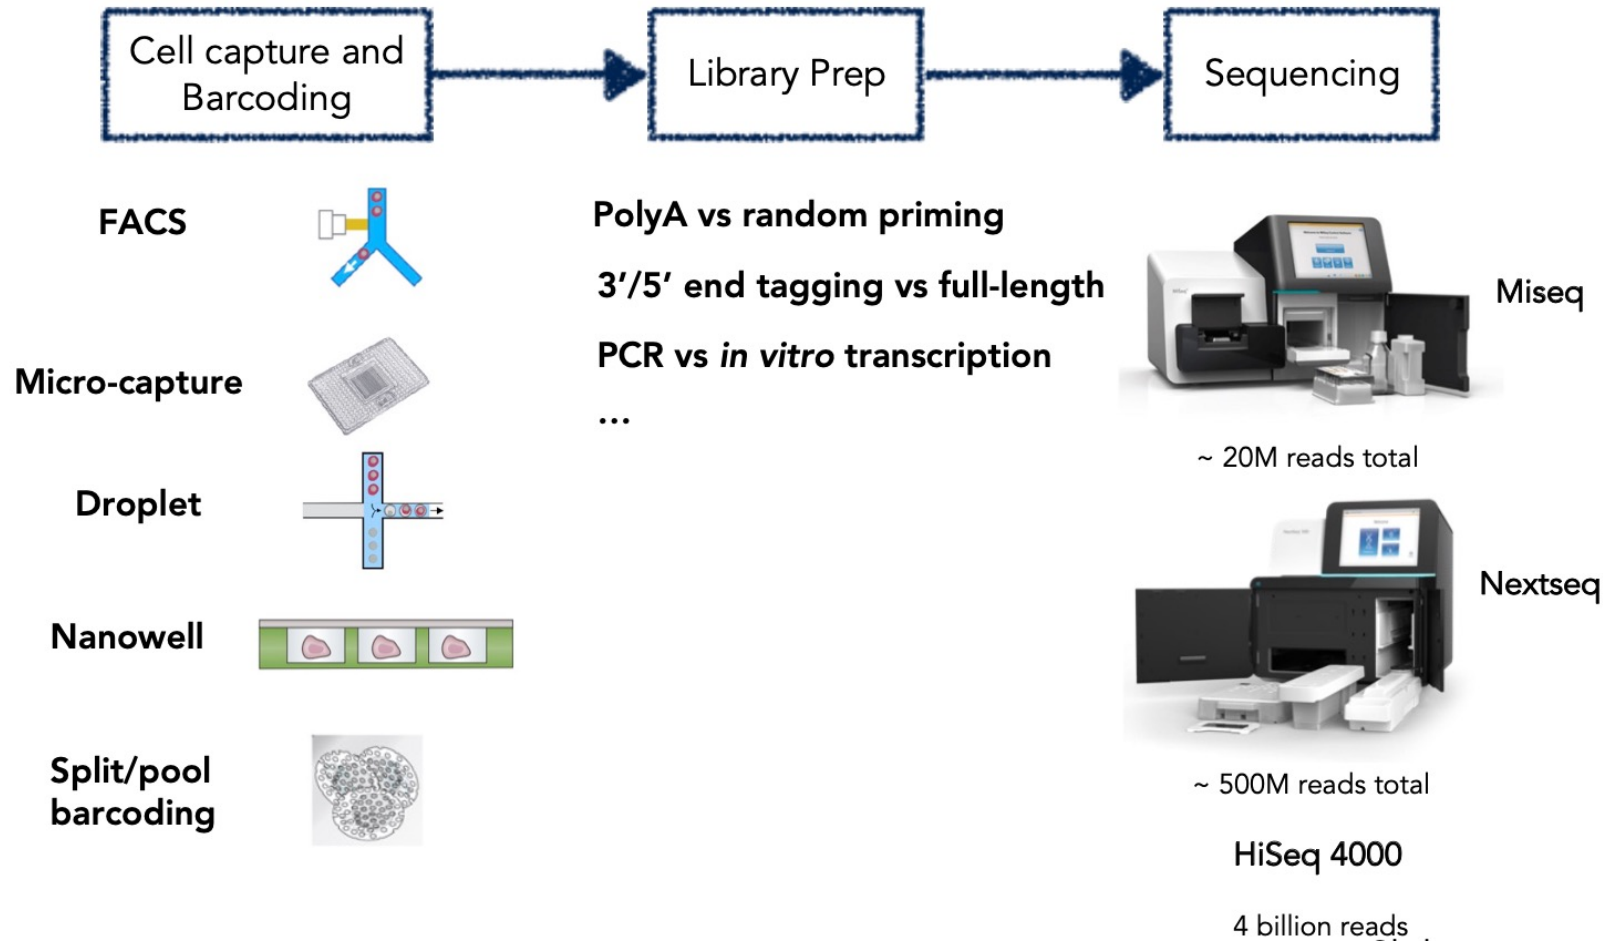 Cell capture and
Barcoding
Library Prep
Sequencing
FACS
Micro-capture
Droplet
Nanowell
Split/pool
barcoding
PolyA vs random priming
3’/5’ end tagging vs full-length
PCR vs in vitro transcription
...
Miseq
~ 20M reads total
Nextseq
~ 500M reads total
HiSeq 4000
4 billion reads